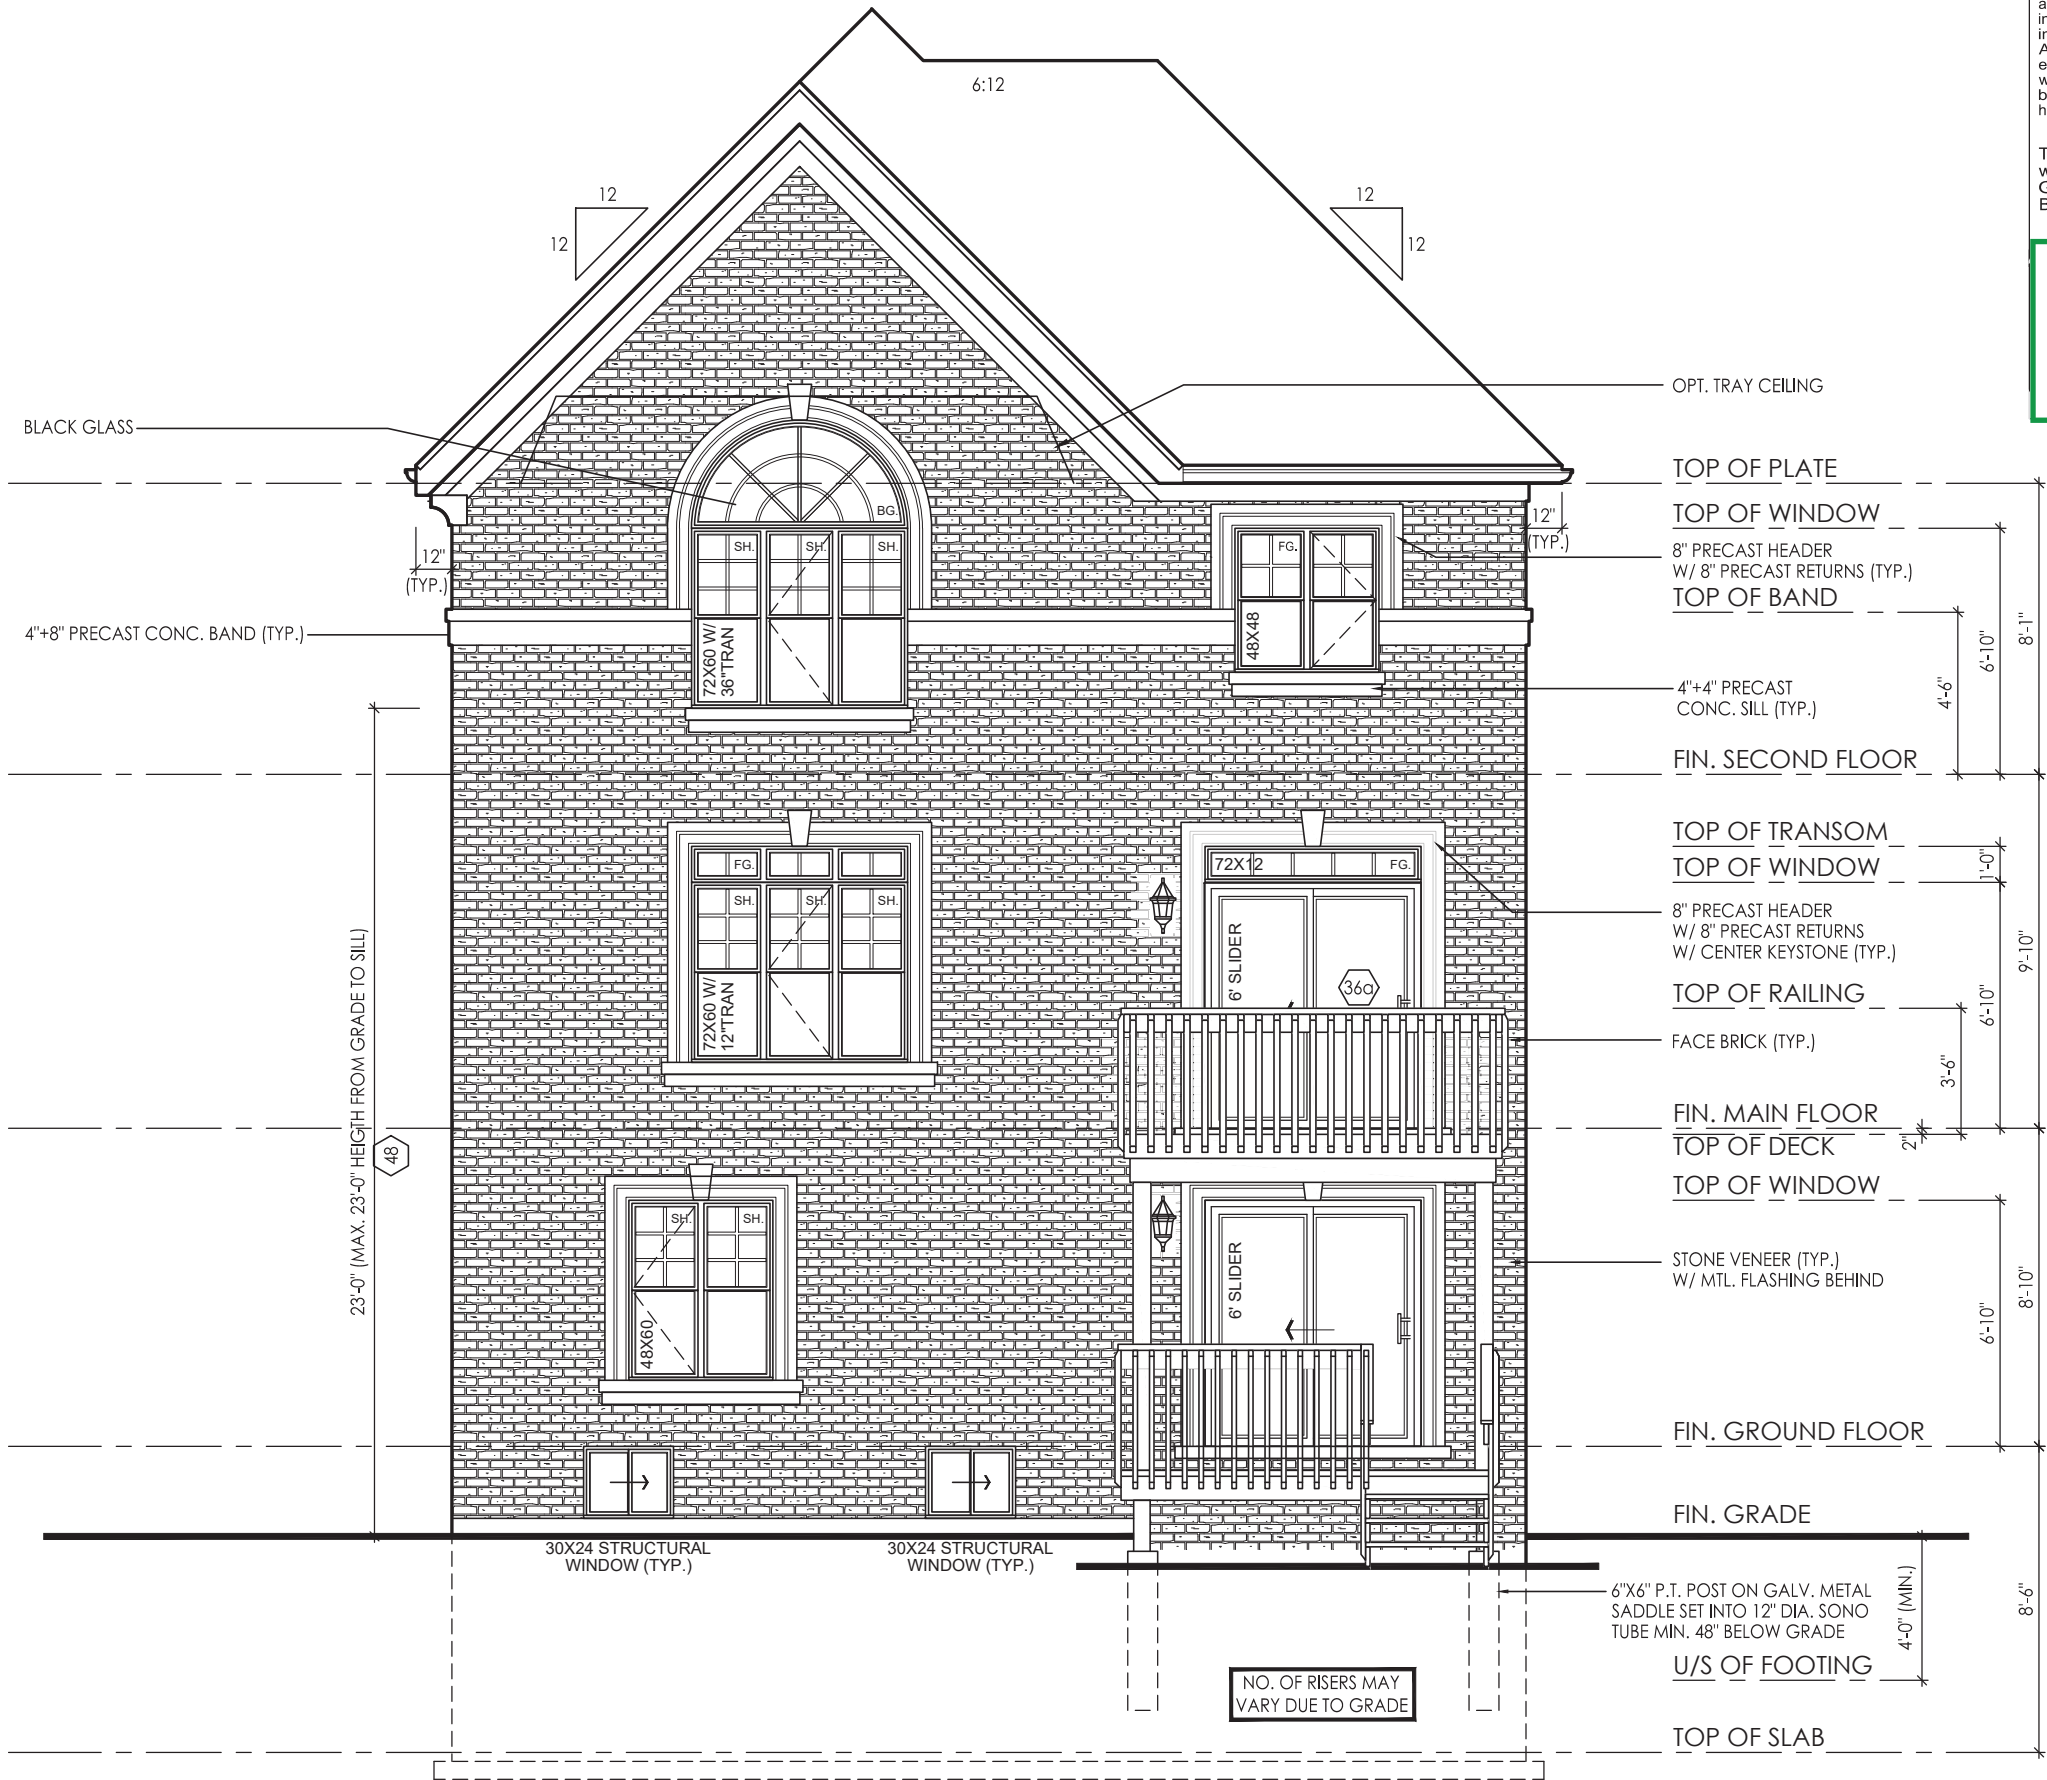 6:12
12
12
12
12
OPT. TRAY CEILING
BLACK GLASS
TOP OF PLATE
BG.
TOP OF WINDOW
12"
(TYP.)
12"
(TYP.)
SH.
SH.
SH.
FG.
8" PRECAST HEADER
W/ 8" PRECAST RETURNS (TYP.)
TOP OF BAND
4"+8" PRECAST CONC. BAND (TYP.)
72X60 W/
36"TRAN
48X48
4'-6"
6'-10"
8'-1"
4"+4" PRECAST
CONC. SILL (TYP.)
FIN. SECOND FLOOR
TOP OF TRANSOM
TOP OF WINDOW
1'-0"
FG.
72X12
FG.
SH.
SH.
SH.
8" PRECAST HEADER
W/ 8" PRECAST RETURNS
W/ CENTER KEYSTONE (TYP.)
6' SLIDER
36a
72X60 W/
12"TRAN
TOP OF RAILING
FACE BRICK (TYP.)
3'-6"
6'-10"
9'-10"
FIN. MAIN FLOOR
TOP OF DECK
2"
23'-0" (MAX. 23'-0" HEIGTH FROM GRADE TO SILL)
48
TOP OF WINDOW
SH.
SH.
48X60
6' SLIDER
STONE VENEER (TYP.)
W/ MTL. FLASHING BEHIND
6'-10"
8'-10"
FIN. GROUND FLOOR
FIN. GRADE
30X24 STRUCTURAL
WINDOW (TYP.)
30X24 STRUCTURAL
WINDOW (TYP.)
6"X6" P.T. POST ON GALV. METAL
SADDLE SET INTO 12" DIA. SONO
TUBE MIN. 48" BELOW GRADE
4'-0" (MIN.)
8'-6"
U/S OF FOOTING
NO. OF RISERS MAY
VARY DUE TO GRADE
TOP OF SLAB